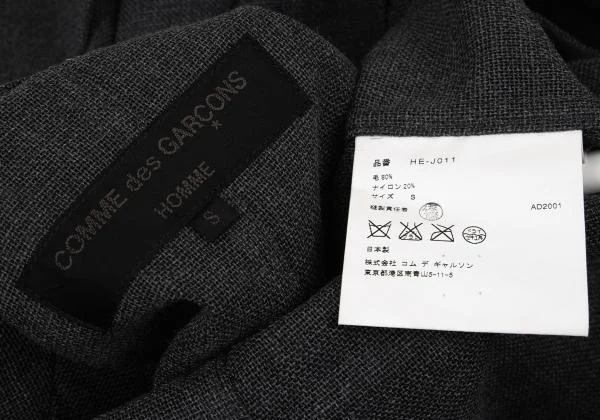 COMME des GARCONS
HOMME
S
品番 HE-J011
毛 80%
ナイロン 20%
サイズ S
縫製責任者
AD2001
日本製
株式会社 コム デ ギャルソン
東京都港区南青山5-11-5